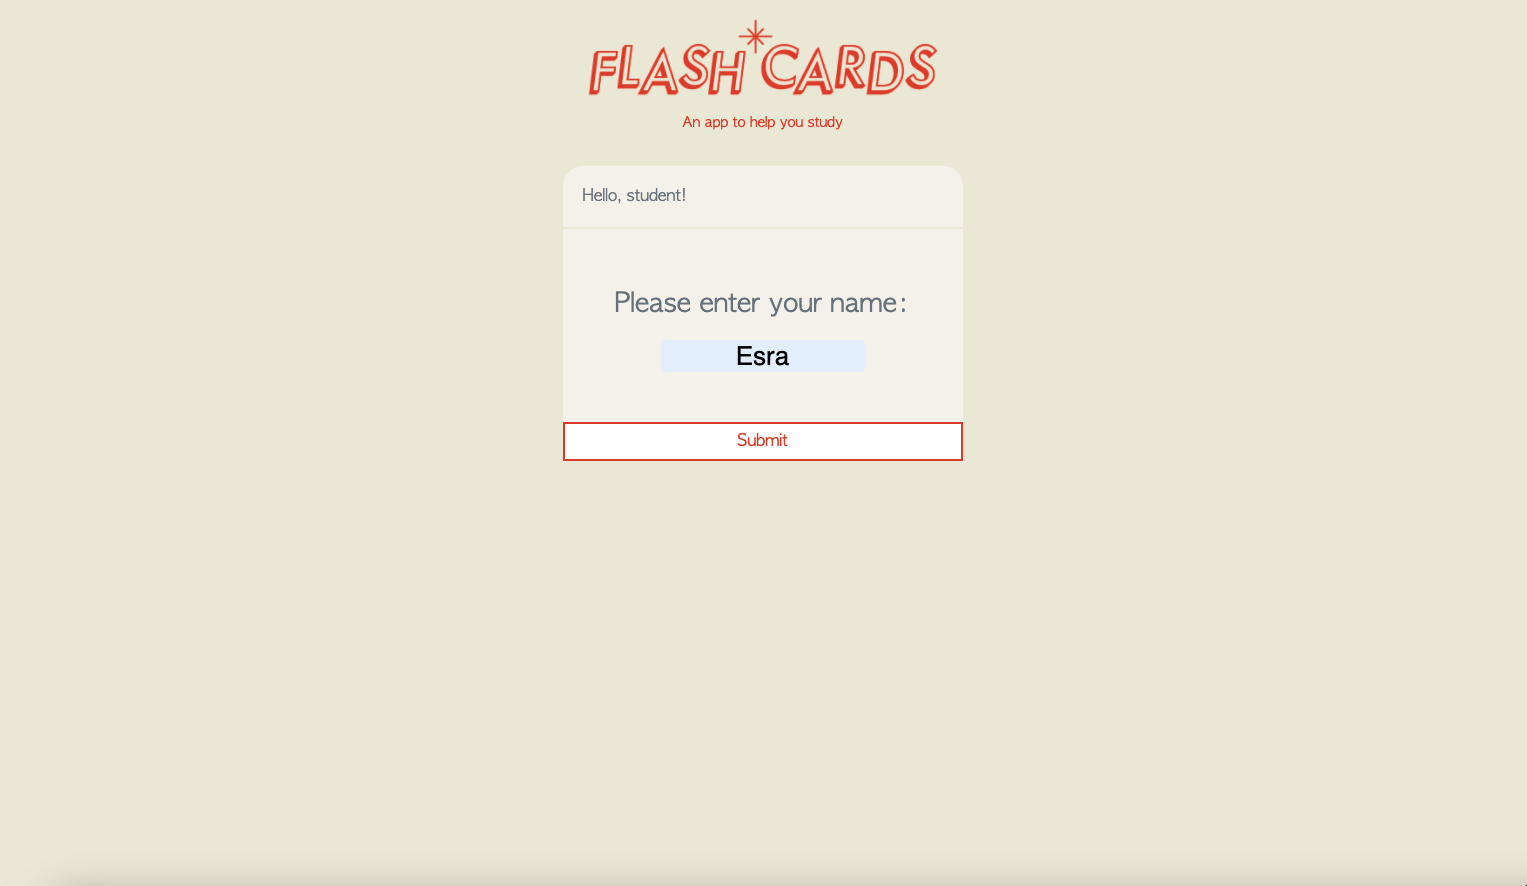 FLASH CARDS
An app to help you study
Hello, student!
Please enter your name:
Esra
Submit